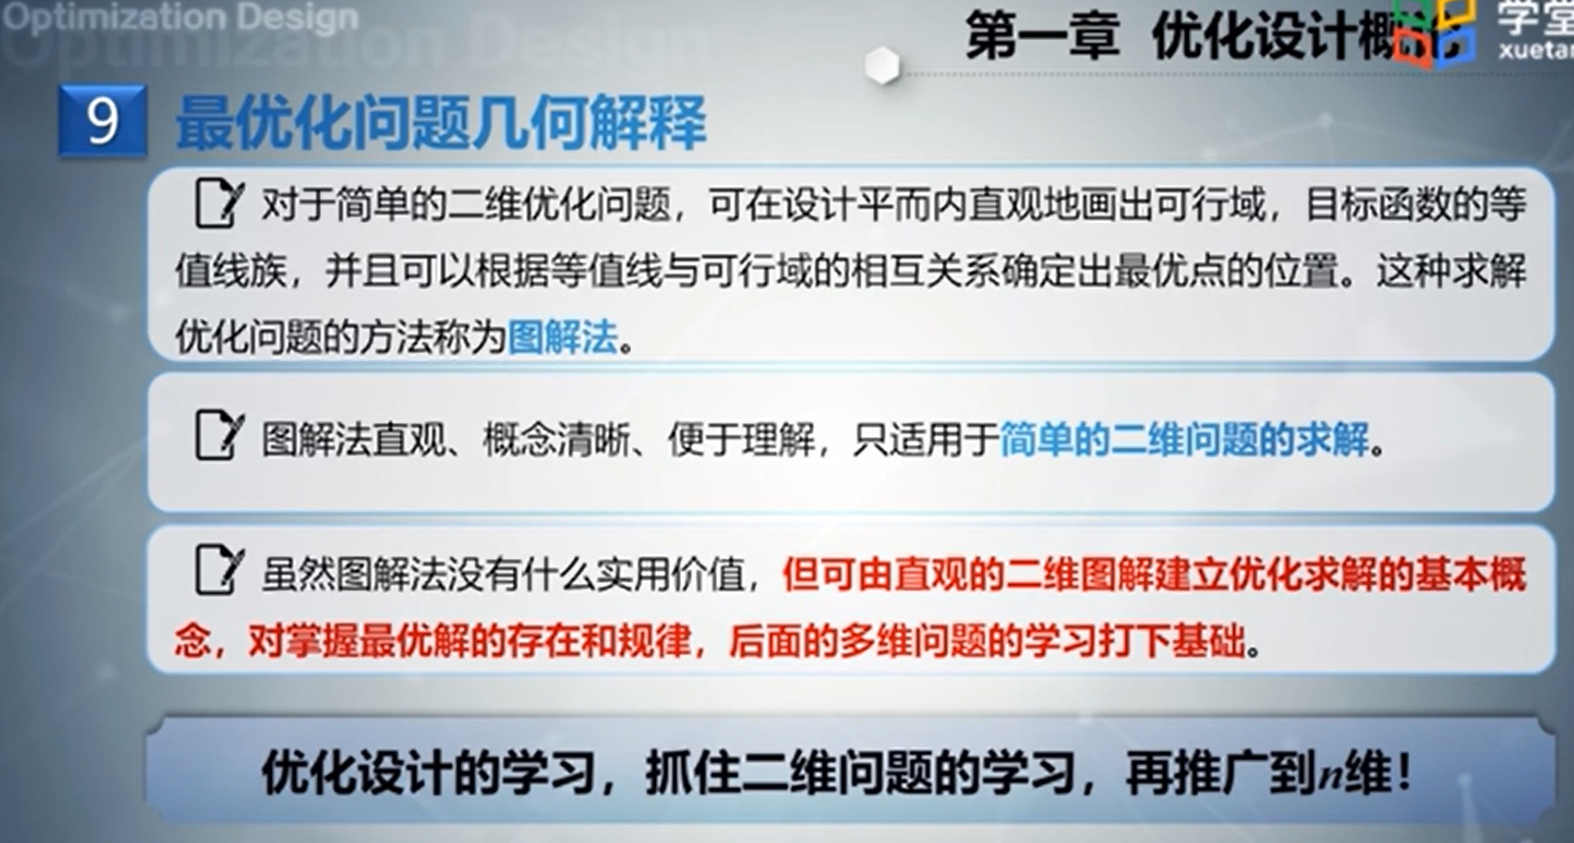 Optimization Design
Optimization Design
第一章 优化设计概
学堂
xuetan
9 最优化问题几何解释
对于简单的二维优化问题，可在设计平而内直观地画出可行域，目标函数的等
值线族，并且可以根据等值线与可行域的相互关系确定出最优点的位置。这种求解
优化问题的方法称为图解法。
图解法直观、概念清晰、便于理解，只适用于简单的二维问题的求解。
虽然图解法没有什么实用价值，但可由直观的二维图解建立优化求解的基本概
念，对掌握最优解的存在和规律，后面的多维问题的学习打下基础。
优化设计的学习，抓住二维问题的学习，再推广到n维！